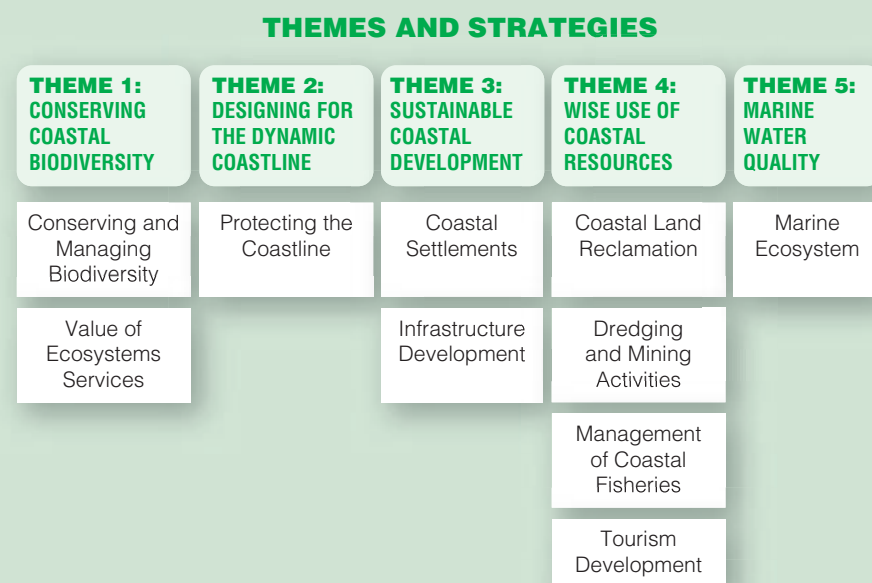 THEMES AND STRATEGIES
THEME 1:
CONSERVING
COASTAL
BIODIVERSITY
Conserving and
Managing
Biodiversity
Value of
Ecosystems
Services
THEME 2:
DESIGNING FOR
THE DYNAMIC
COASTLINE
Protecting the
Coastline
THEME 3:
SUSTAINABLE
COASTAL
DEVELOPMENT
Coastal
Settlements
Infrastructure
Development
THEME 4:
WISE USE OF
COASTAL
RESOURCES
Coastal Land
Reclamation
Dredging
and Mining
Activities
Management
of Coastal
Fisheries
Tourism
Development
THEME 5:
MARINE
WATER
QUALITY
Marine
Ecosystem